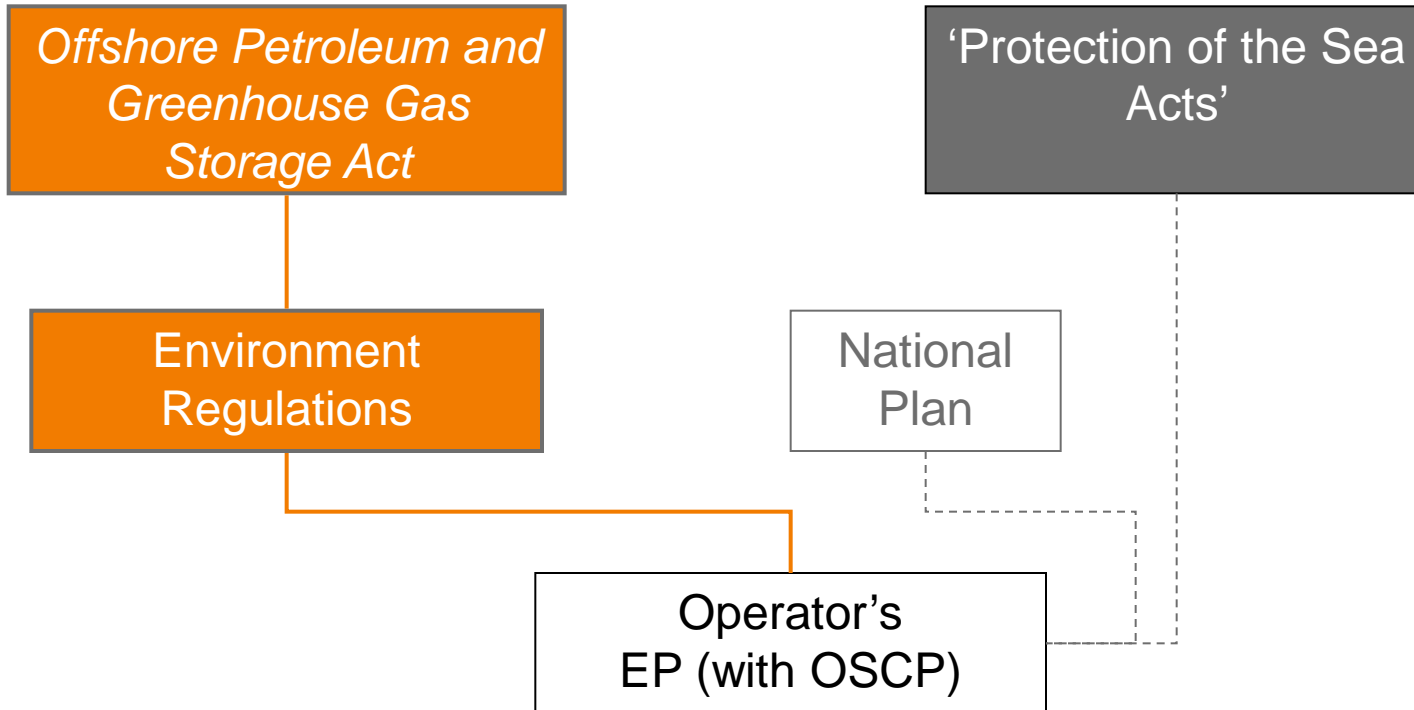 Offshore Petroleum and
Greenhouse Gas
Storage Act
‘Protection of the Sea
Acts’
Environment
Regulations
National
Plan
Operator’s
EP (with OSCP)